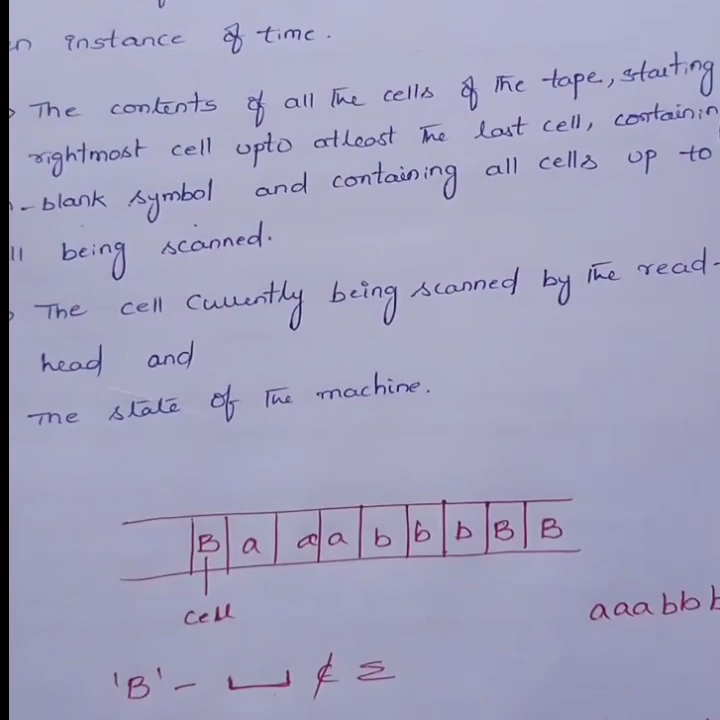 n instance of time.
The contents of all the cells of the tape, starting
rightmost cell upto atleast the last cell, containin
- blank symbol and containing all cells up to
ll being scanned.
The cell currently being scanned by the read-
head and
The state of the machine.
B a a a b b b B B
cell
aaabbb
'B' - ⌴ ∉ Σ